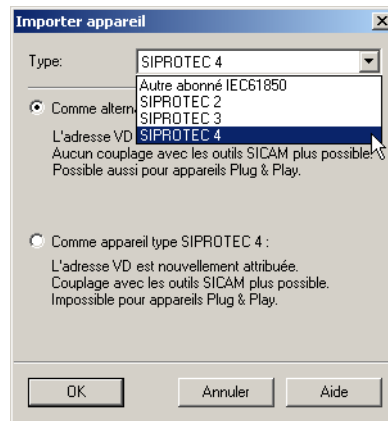 Importer appareil
Type:
SIPROTEC 4
Autre abonné IEC61850
SIPROTEC 2
SIPROTEC 3
SIPROTEC 4
Comme altern
L'adresse VD
Aucun couplage avec les outils SICAM plus possible.
Possible aussi pour appareils Plug & Play.
Comme appareil type SIPROTEC 4 :
L'adresse VD est nouvellement attribuée.
Couplage avec les outils SICAM plus possible.
Impossible pour appareils Plug & Play.
OK
Annuler
Aide